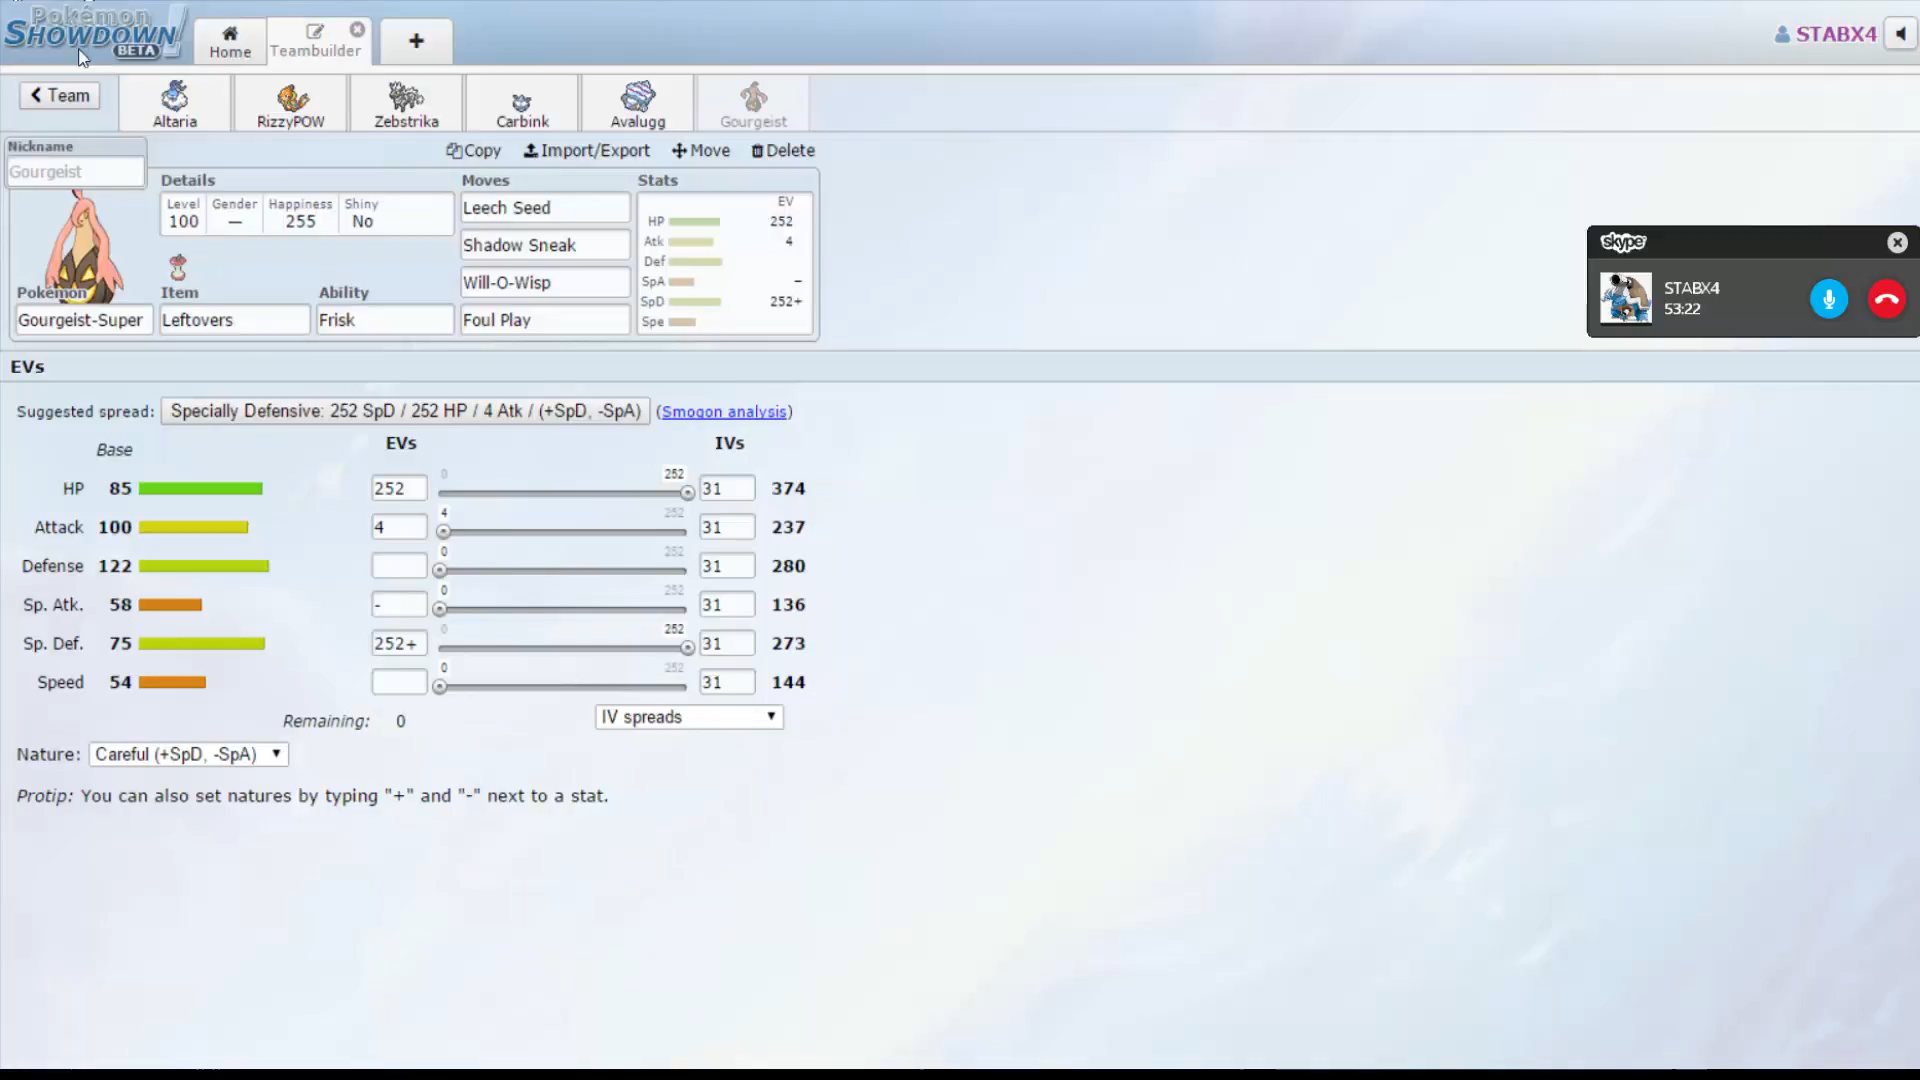 Pokémon
SHOWDOWN
BETA
Home
Teambuilder
+
STABX4
Team
Altaria
RizzyPOW
Zebstrika
Carbink
Avalugg
Gourgeist
Nickname
Gourgeist
Copy
Import/Export
Move
Delete
Details
Level Gender Happiness Shiny
100 — 255 No
Pokémon
Gourgeist-Super
Item
Leftovers
Ability
Frisk
Moves
Leech Seed
Shadow Sneak
Will-O-Wisp
Foul Play
Stats
EV
HP 252
Atk 4
Def
SpA −
SpD 252+
Spe
skype
STABX4
53:22
EVs
Suggested spread: Specially Defensive: 252 SpD / 252 HP / 4 Atk / (+SpD, -SpA) (Smogon analysis)
Base EVs IVs
0 252
HP 85 252 31 374
4 252
Attack 100 4 31 237
0 252
Defense 122 31 280
0 252
Sp. Atk. 58 - 31 136
0 252
Sp. Def. 75 252+ 31 273
0 252
Speed 54 31 144
Remaining: 0 IV spreads
Nature: Careful (+SpD, -SpA)
Protip: You can also set natures by typing "+" and "-" next to a stat.